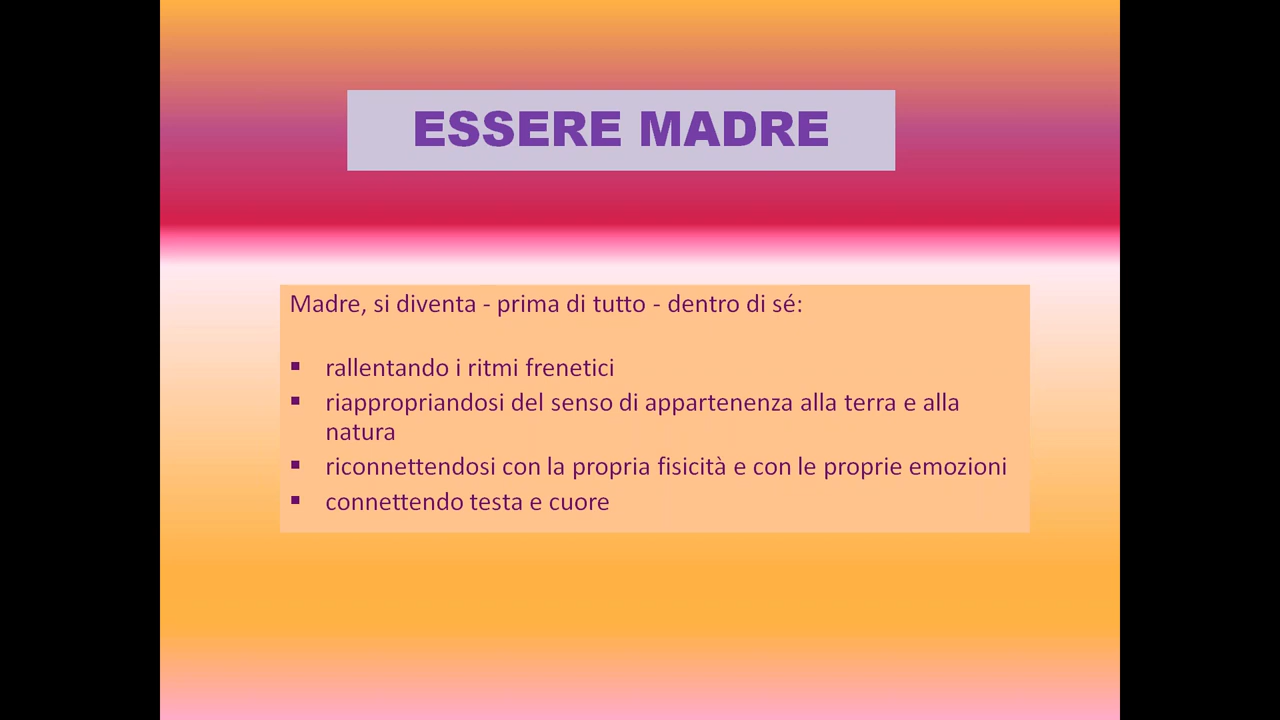 ESSERE MADRE
Madre, si diventa - prima di tutto - dentro di sé:
▪ rallentando i ritmi frenetici
▪ riappropriandosi del senso di appartenenza alla terra e alla
natura
▪ riconnettendosi con la propria fisicità e con le proprie emozioni
▪ connettendo testa e cuore